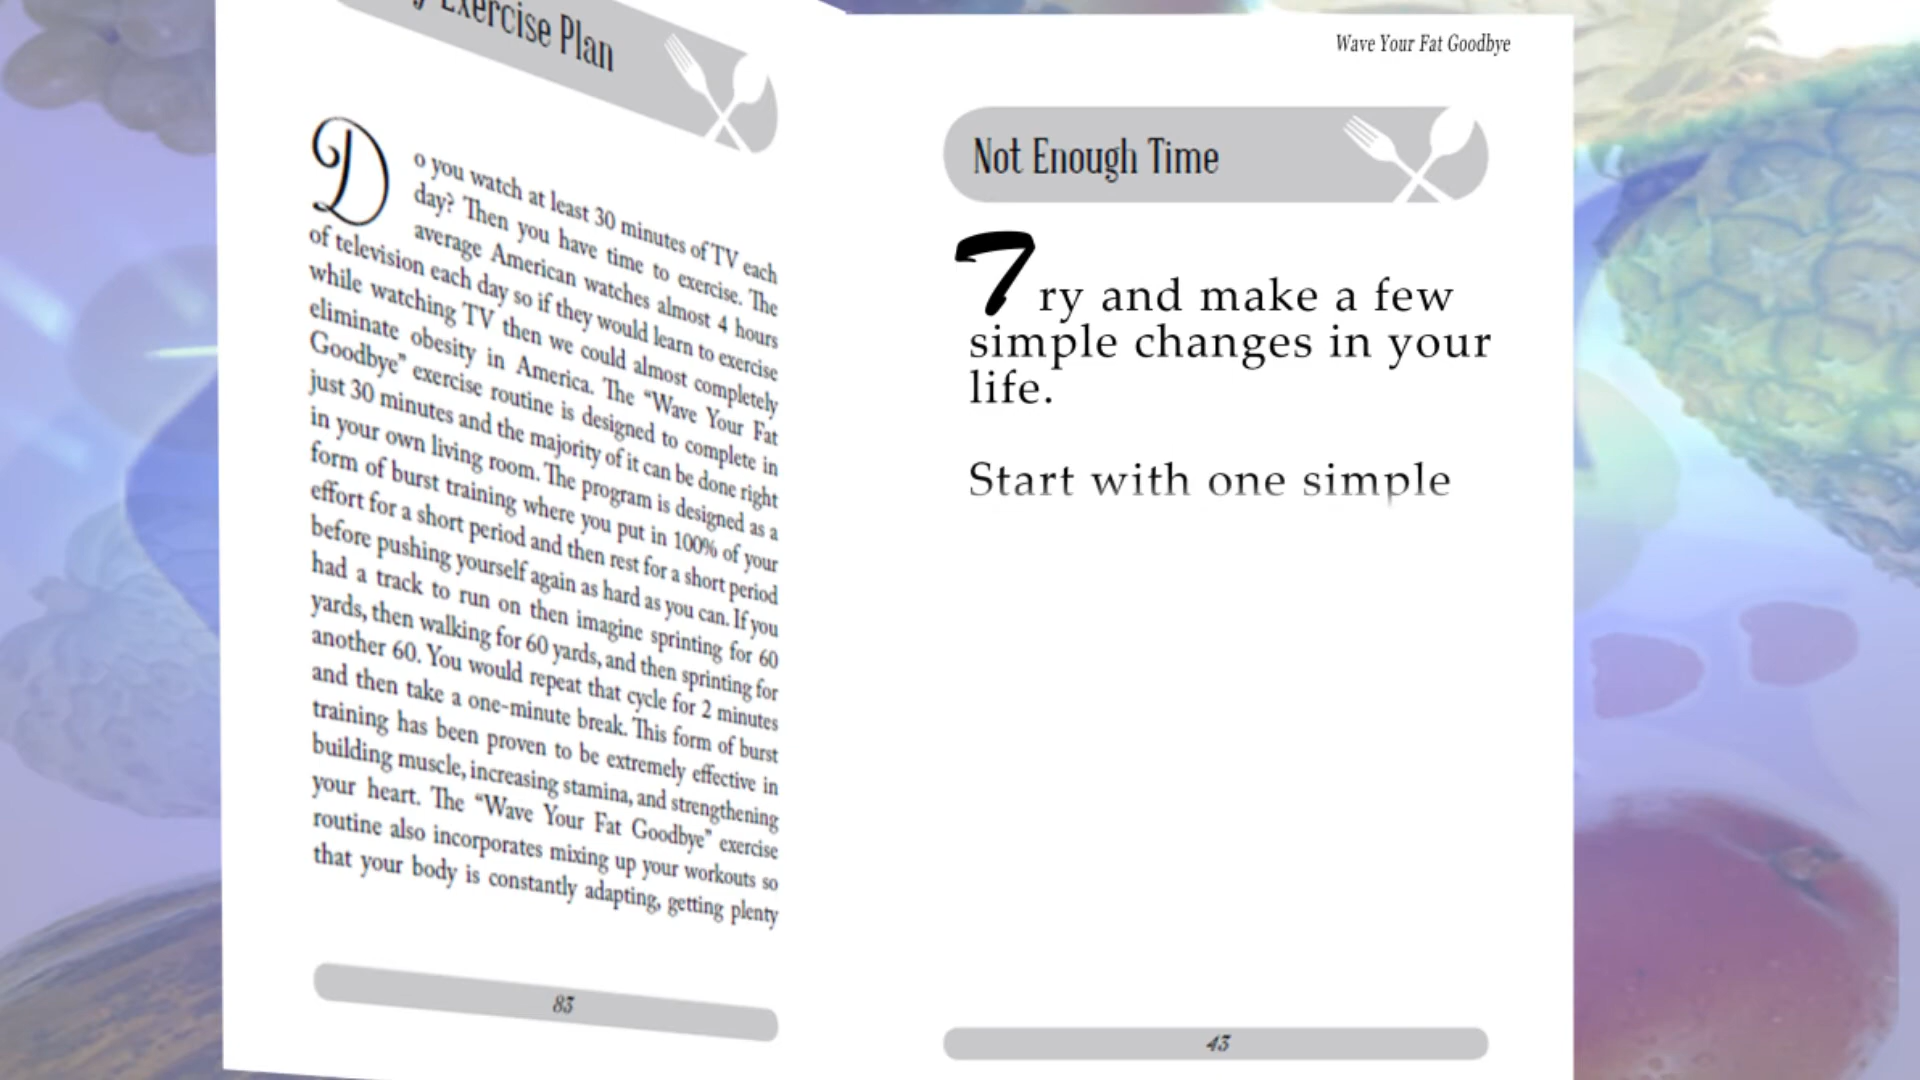 Exercise Plan
Do you watch at least 30 minutes of TV each
day? Then you have time to exercise. The
average American watches almost 4 hours
of television each day so if they would learn to exercise
while watching TV then we could almost completely
eliminate obesity in America. The “Wave Your Fat
Goodbye” exercise routine is designed to complete in
just 30 minutes and the majority of it can be done right
in your own living room. The program is designed as a
form of burst training where you put in 100% of your
effort for a short period and then rest for a short period
before pushing yourself again as hard as you can. If you
had a track to run on then imagine sprinting for 60
yards, then walking for 60 yards, and then sprinting for
another 60. You would repeat that cycle for 2 minutes
and then take a one-minute break. This form of burst
training has been proven to be extremely effective in
building muscle, increasing stamina, and strengthening
your heart. The “Wave Your Fat Goodbye” exercise
routine also incorporates mixing up your workouts so
that your body is constantly adapting, getting plenty
83
Wave Your Fat Goodbye
Not Enough Time
Try and make a few
simple changes in your
life.
Start with one simple
43